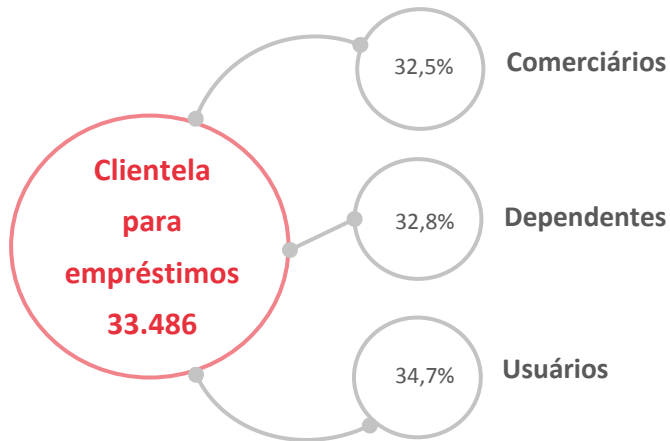 Clientela
para
empréstimos
33.486
32,5%
Comerciários
32,8%
Dependentes
34,7%
Usuários